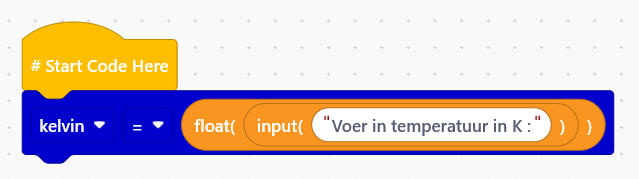 # Start Code Here
kelvin = float( input( "Voer in temperatuur in K :" ) )